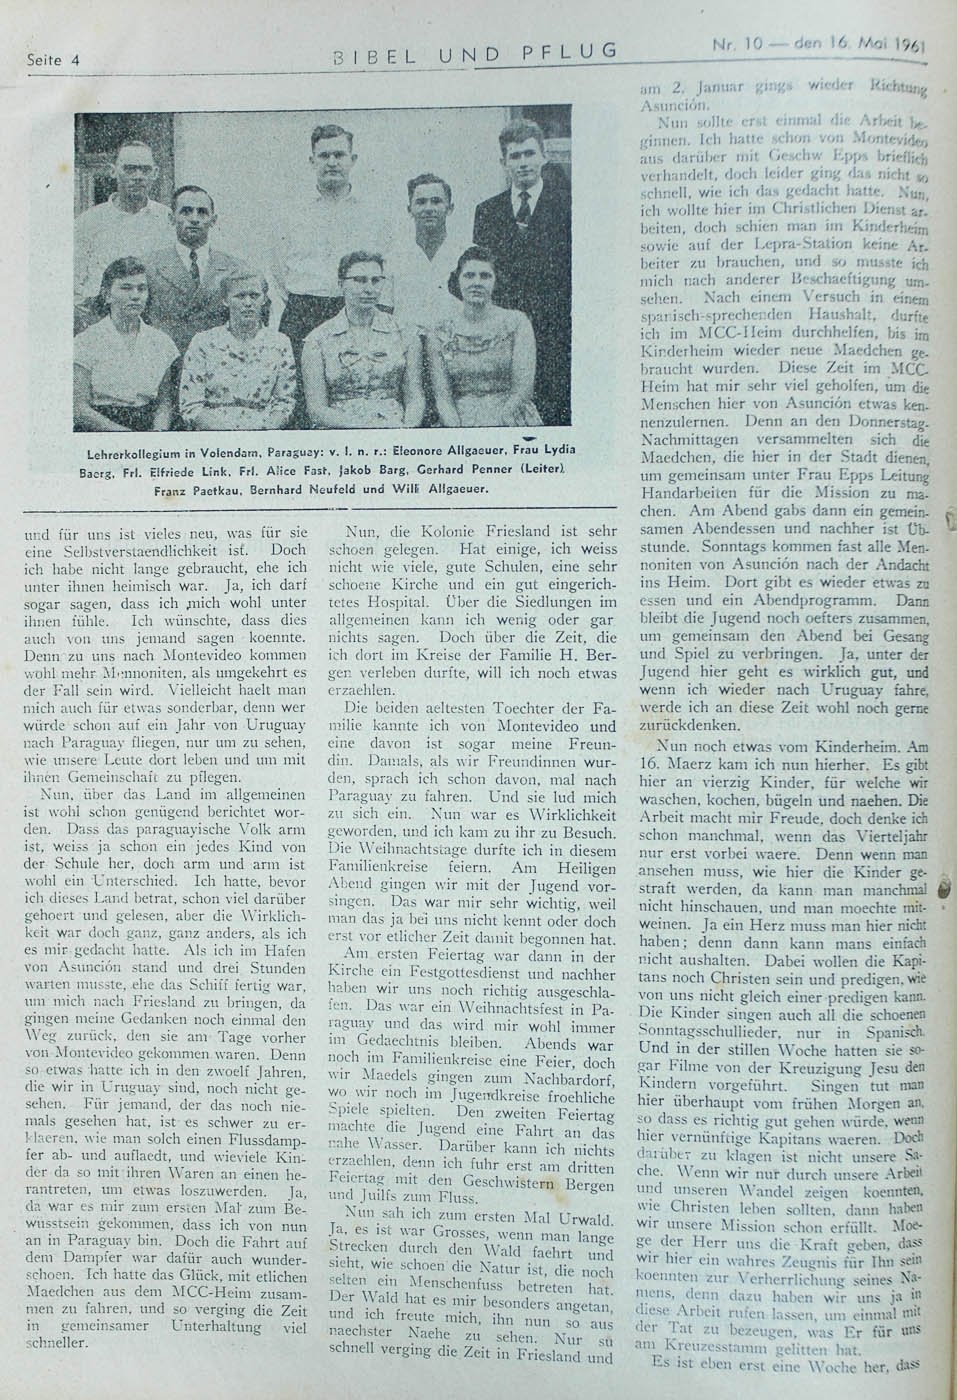 Seite 4
BIBEL UND PFLUG
Nr. 10 — den 16. Mai 1961
Lehrerkollegium in Volendam, Paraguay: v. l. n. r.: Eleonore Allgaeuer, Frau Lydia
Baerg, Frl. Elfriede Link, Frl. Alice Fast, Jakob Barg, Gerhard Penner (Leiter),
Franz Paetkau, Bernhard Neufeld und Willi Allgaeuer.
und für uns ist vieles neu, was für sie
eine Selbstverstaendlichkeit ist. Doch
ich habe nicht lange gebraucht, ehe ich
unter ihnen heimisch war. Ja, ich darf
sogar sagen, dass ich mich wohl unter
ihnen fühle. Ich wünschte, dass dies
auch von uns jemand sagen koennte.
Denn zu uns nach Montevideo kommen
wohl mehr Mennoniten, als umgekehrt es
der Fall sein wird. Vielleicht haelt man
mich auch für etwas sonderbar, denn wer
würde schon auf ein Jahr von Uruguay
nach Paraguay fliegen, nur um zu sehen,
wie unsere Leute dort leben und um mit
ihnen Gemeinschaft zu pflegen.
Nun, über das Land im allgemeinen
ist wohl schon genügend berichtet wor-
den. Dass das paraguayische Volk arm
ist, weiss ja schon ein jedes Kind von
der Schule her, doch arm und arm ist
wohl ein Unterschied. Ich hatte, bevor
ich dieses Land betrat, schon viel darüber
gehoert und gelesen, aber die Wirklich-
keit war doch ganz, ganz anders, als ich
es mir gedacht hatte. Als ich im Hafen
von Asunción stand und drei Stunden
warten musste, ehe das Schiff fertig war,
um mich nach Friesland zu bringen, da
gingen meine Gedanken noch einmal den
Weg zurück, den sie am Tage vorher
von Montevideo gekommen waren. Denn
so etwas hatte ich in den zwoelf Jahren,
die wir in Uruguay sind, noch nicht ge-
sehen. Für jemand, der das noch nie-
mals gesehen hat, ist es schwer zu er-
klaeren, wie man solch einen Flussdamp-
fer ab- und auflaedt, und wieviele Kin-
der da so mit ihren Waren an einen he-
rantreten, um etwas loszuwerden. Ja,
da war es mir zum ersten Mal zum Be-
wusstsein gekommen, dass ich von nun
an in Paraguay bin. Doch die Fahrt auf
dem Dampfer war dafür auch wunder-
schoen. Ich hatte das Glück, mit etlichen
Maedchen aus dem MCC-Heim zusam-
men zu fahren, und so verging die Zeit
in gemeinsamer Unterhaltung viel
schneller.
Nun, die Kolonie Friesland ist sehr
schoen gelegen. Hat einige, ich weiss
nicht wie viele, gute Schulen, eine sehr
schoene Kirche und ein gut eingerich-
tetes Hospital. Über die Siedlungen im
allgemeinen kann ich wenig oder gar
nichts sagen. Doch über die Zeit, die
ich dort im Kreise der Familie H. Ber-
gen verleben durfte, will ich noch etwas
erzaehlen.
Die beiden aeltesten Toechter der Fa-
milie kannte ich von Montevideo und
eine davon ist sogar meine Freun-
din. Damals, als wir Freundinnen wur-
den, sprach ich schon davon, mal nach
Paraguay zu fahren. Und sie lud mich
zu sich ein. Nun war es Wirklichkeit
geworden, und ich kam zu ihr zu Besuch.
Die Weihnachtstage durfte ich in diesem
Familienkreise feiern. Am Heiligen
Abend gingen wir mit der Jugend vor-
singen. Das war mir sehr wichtig, weil
man das ja bei uns nicht kennt oder doch
erst vor etlicher Zeit damit begonnen hat.
Am ersten Feiertag war dann in der
Kirche ein Festgottesdienst und nachher
haben wir uns noch richtig ausgeschla-
fen. Das war ein Weihnachtsfest in Pa-
raguay und das wird mir wohl immer
im Gedaechtnis bleiben. Abends war
noch im Familienkreise eine Feier, doch
wir Maedels gingen zum Nachbardorf,
wo wir noch im Jugendkreise froehliche
Spiele spielten. Den zweiten Feiertag
machte die Jugend eine Fahrt an das
nahe Wasser. Darüber kann ich nichts
erzaehlen, denn ich fuhr erst am dritten
Feiertag mit den Geschwistern Bergen
und Juilfs zum Fluss.
Nun sah ich zum ersten Mal Urwald.
Ja, es ist war Grosses, wenn man lange
Strecken durch den Wald faehrt und
sieht, wie schoen die Natur ist, die noch
selten ein Menschenfuss betreten hat.
Der Wald hat es mir besonders angetan,
und ich freute mich, ihn nun so aus
naechster Naehe zu sehen. Nur zu
schnell verging die Zeit in Friesland und
am 2. Januar gings wieder Richtung
Asunción.
Nun sollte erst einmal die Arbeit be-
ginnen. Ich hatte schon von Montevideo
aus darüber mit Geschw Epps brieflich
verhandelt, doch leider ging das nicht so
schnell, wie ich das gedacht hatte. Nun,
ich wollte hier im Christlichen Dienst ar-
beiten, doch schien man im Kinderheim
sowie auf der Lepra-Station keine Ar-
beiter zu brauchen, und so musste ich
mich nach anderer Beschaeftigung um-
sehen. Nach einem Versuch in einem
spanisch-sprechenden Haushalt, durfte
ich im MCC-Heim durchhelfen, bis im
Kinderheim wieder neue Maedchen ge-
braucht wurden. Diese Zeit im MCC-
Heim hat mir sehr viel geholfen, um die
Menschen hier von Asunción etwas ken-
nenzulernen. Denn an den Donnerstag-
Nachmittagen versammelten sich die
Maedchen, die hier in der Stadt dienen,
um gemeinsam unter Frau Epps Leitung
Handarbeiten für die Mission zu ma-
chen. Am Abend gabs dann ein gemein-
samen Abendessen und nachher ist Üb-
stunde. Sonntags kommen fast alle Men-
noniten von Asunción nach der Andacht
ins Heim. Dort gibt es wieder etwas zu
essen und ein Abendprogramm. Dann
bleibt die Jugend noch oefters zusammen,
um gemeinsam den Abend bei Gesang
und Spiel zu verbringen. Ja, unter der
Jugend hier geht es wirklich gut, und
wenn ich wieder nach Uruguay fahre,
werde ich an diese Zeit wohl noch gerne
zurückdenken.
Nun noch etwas vom Kinderheim. Am
16. Maerz kam ich nun hierher. Es gibt
hier an vierzig Kinder, für welche wir
waschen, kochen, bügeln und naehen. Die
Arbeit macht mir Freude, doch denke ich
schon manchmal, wenn das Vierteljahr
nur erst vorbei waere. Denn wenn man
ansehen muss, wie hier die Kinder ge-
straft werden, da kann man manchmal
nicht hinschauen, und man moechte mit-
weinen. Ja ein Herz muss man hier nicht
haben; denn dann kann mans einfach
nicht aushalten. Dabei wollen die Kapi-
tans noch Christen sein und predigen, wie
von uns nicht gleich einer predigen kann.
Die Kinder singen auch all die schoenen
Sonntagsschullieder, nur in Spanisch.
Und in der stillen Woche hatten sie so-
gar Filme von der Kreuzigung Jesu den
Kindern vorgeführt. Singen tut man
hier überhaupt vom frühen Morgen an,
so dass es richtig gut gehen würde, wenn
hier vernünftige Kapitans waeren. Doch
darüber zu klagen ist nicht unsere Sa-
che. Wenn wir nur durch unsere Arbeit
und unseren Wandel zeigen koennten,
wie Christen leben sollten, dann haben
wir unsere Mission schon erfüllt. Moe-
ge der Herr uns die Kraft geben, dass
wir hier ein wahres Zeugnis für Ihn sein
koennten zur Verherrlichung seines Na-
mens, denn dazu haben wir uns ja in
diese Arbeit rufen lassen, um einmal mit
der Tat zu bezeugen, was Er für uns
am Kreuzesstamm gelitten hat.
Es ist eben erst eine Woche her, dass